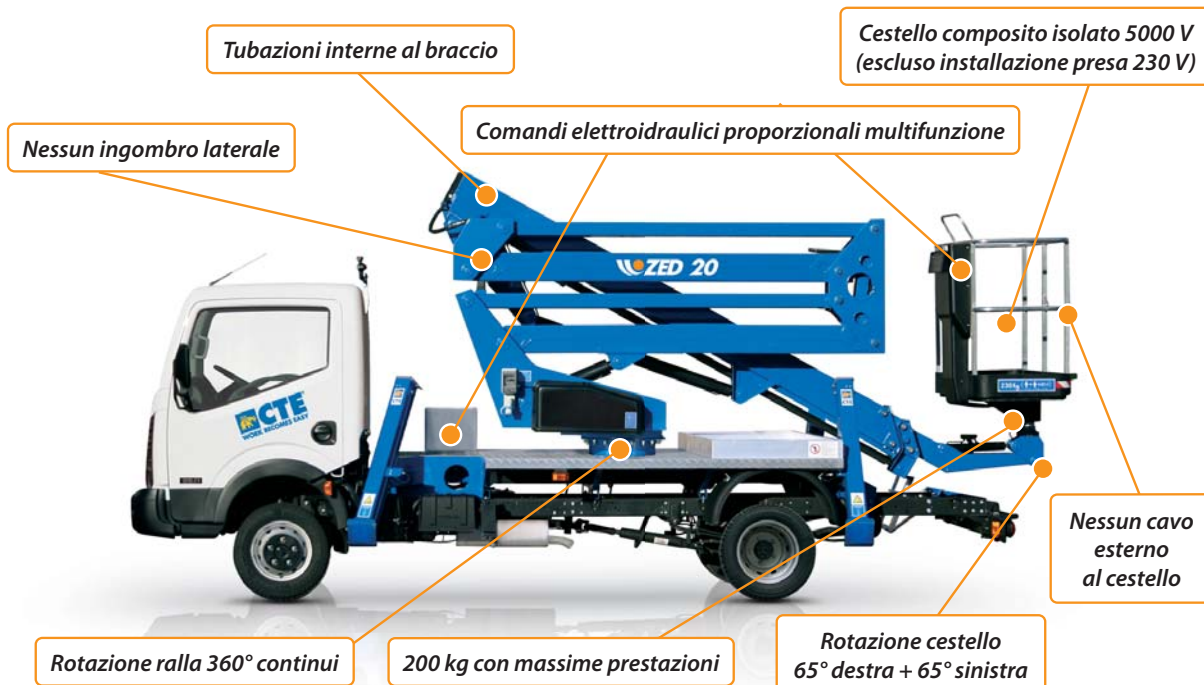 Cestello composito isolato 5000 V
(escluso installazione presa 230 V)
Tubazioni interne al braccio
Comandi elettroidraulici proporzionali multifunzione
Nessun ingombro laterale
ZED 20
CTE
WORK BECOMES EASY
230 Kg
Nessun cavo
esterno
al cestello
Rotazione ralla 360° continui
200 kg con massime prestazioni
Rotazione cestello
65° destra + 65° sinistra